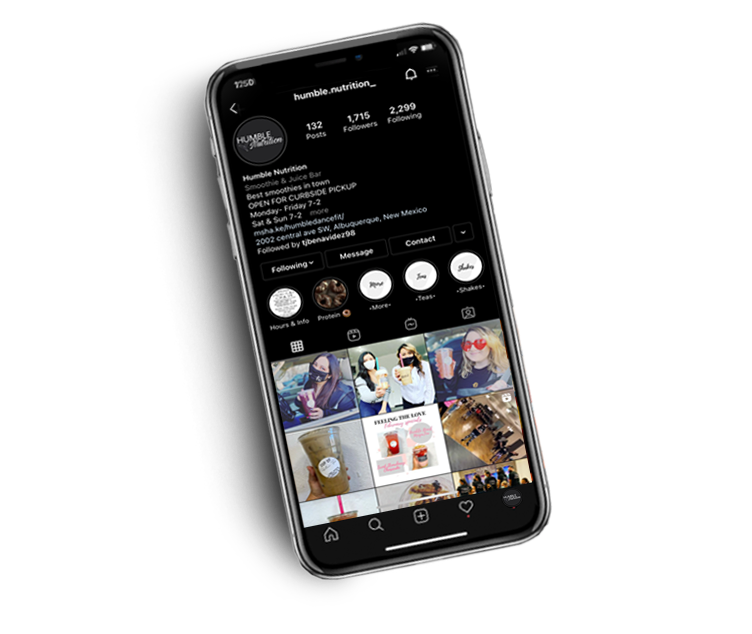 1250
humble.nutrition_
HUMBLE
Nutrition
132
1,715
2,299
Posts
Followers
Following
Humble Nutrition
Smoothie & Juice Bar
Best smoothies in town
OPEN FOR CURBSIDE PICKUP
Monday- Friday 7-2
Sat & Sun 7-2 more
msha.ke/humbledancefit/
2002 central ave SW, Albuquerque, New Mexico
Followed by tjbenavidez98
Following
Message
Contact
More
Teas
Shakes
Hours & Info
Protein
•More•
•Teas•
•Shakes•
FEELING THE LOVE